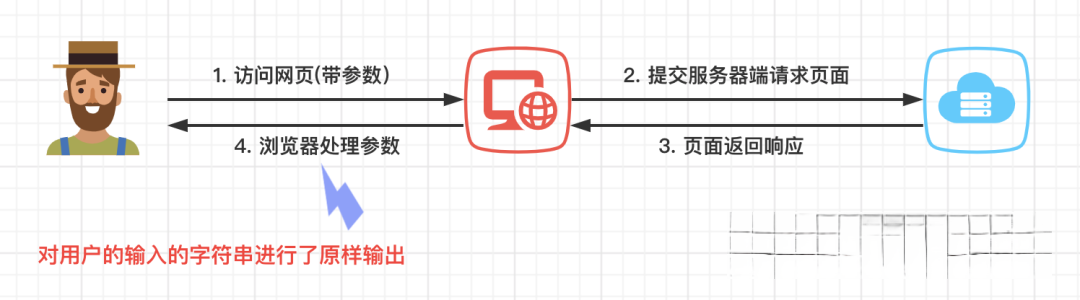 1. 访问网页(带参数)
2. 提交服务器端请求页面
4. 浏览器处理参数
3. 页面返回响应
对用户的输入的字符串进行了原样输出